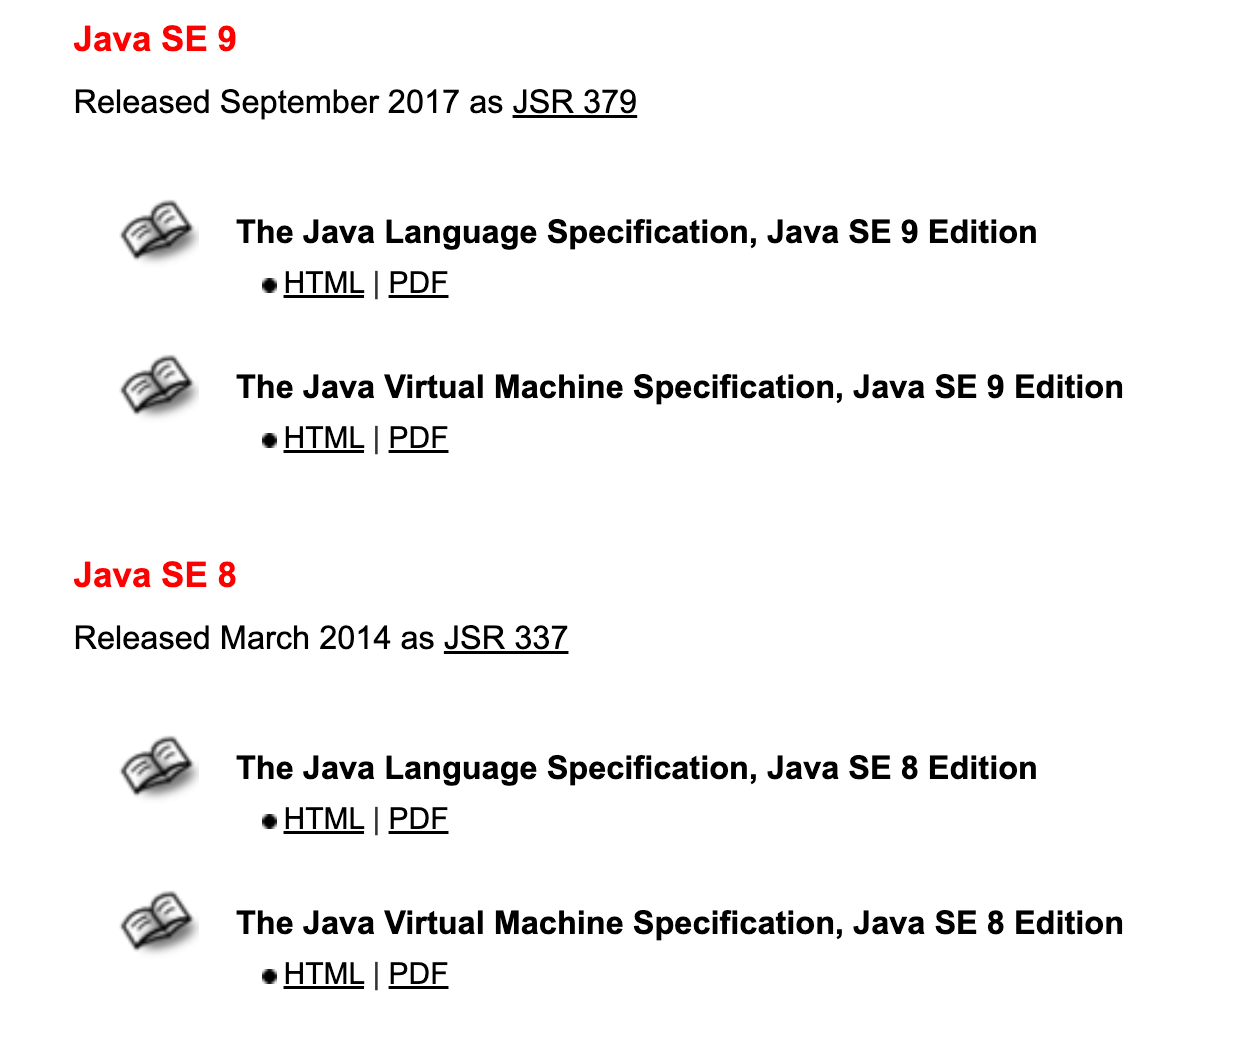 Java SE 9
Released September 2017 as JSR 379
The Java Language Specification, Java SE 9 Edition
● HTML | PDF
The Java Virtual Machine Specification, Java SE 9 Edition
● HTML | PDF
Java SE 8
Released March 2014 as JSR 337
The Java Language Specification, Java SE 8 Edition
● HTML | PDF
The Java Virtual Machine Specification, Java SE 8 Edition
● HTML | PDF